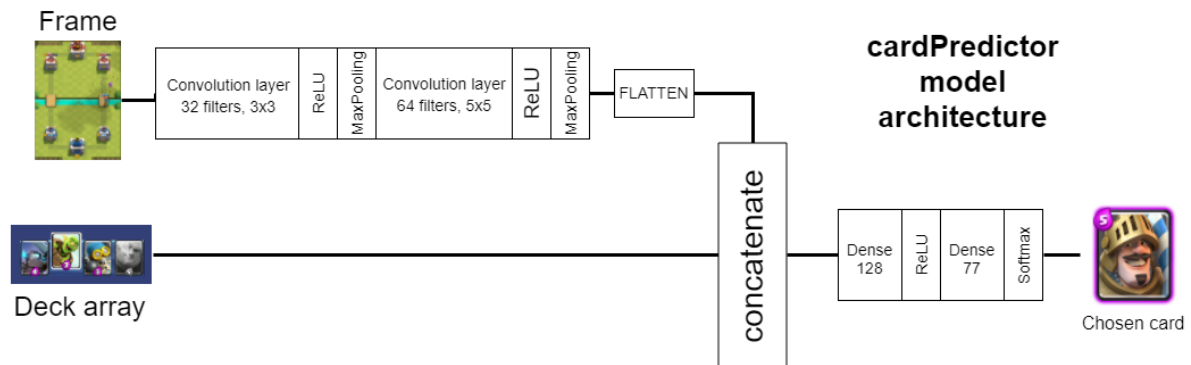 Frame
cardPredictor
model
architecture
Convolution layer
32 filters, 3x3
ReLU
MaxPooling
Convolution layer
64 filters, 5x5
ReLU
MaxPooling
FLATTEN
concatenate
Deck array
Dense
128
ReLU
Dense
77
Softmax
5
Chosen card